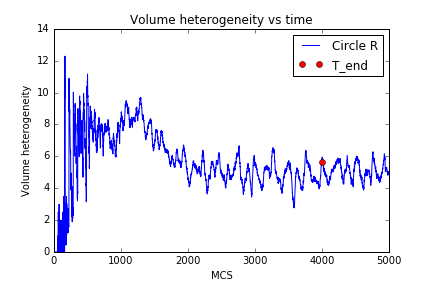 Volume heterogeneity vs time
14
12
10
8
6
4
2
0
Volume heterogeneity
Circle R
T_end
0 1000 2000 3000 4000 5000
MCS